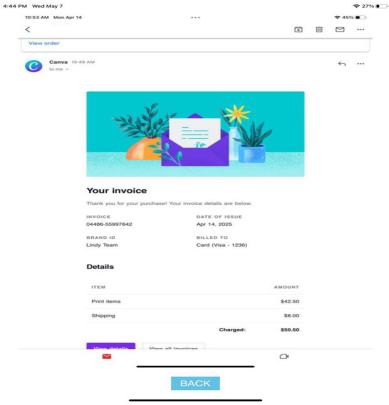 4:44 PM Wed May 7
27%
10:53 AM Mon Apr 14
45%
View order
Canva 10:49 AM
to me
Your invoice
Thank you for your purchase! Your invoice details are below.
INVOICE DATE OF ISSUE
04486-55997642 Apr 14, 2025
BRAND ID BILLED TO
Lindy Team Card (Visa - 1236)
Details
ITEM AMOUNT
Print items $42.50
Shipping $8.00
Charged: $50.50
View details View all invoices
BACK